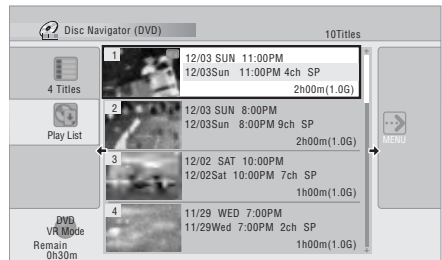 Disc Navigator (DVD)
10Titles
4 Titles
Play List
DVD
VR Mode
Remain
0h30m
1
12/03 SUN 11:00PM
12/03Sun 11:00PM 4ch SP
2h00m(1.0G)
2
12/03 SUN 8:00PM
12/03Sun 8:00PM 9ch SP
2h00m(1.0G)
3
12/02 SAT 10:00PM
12/02Sat 10:00PM 7ch SP
1h00m(1.0G)
4
11/29 WED 7:00PM
11/29Wed 7:00PM 2ch SP
1h00m(1.0G)
MENU